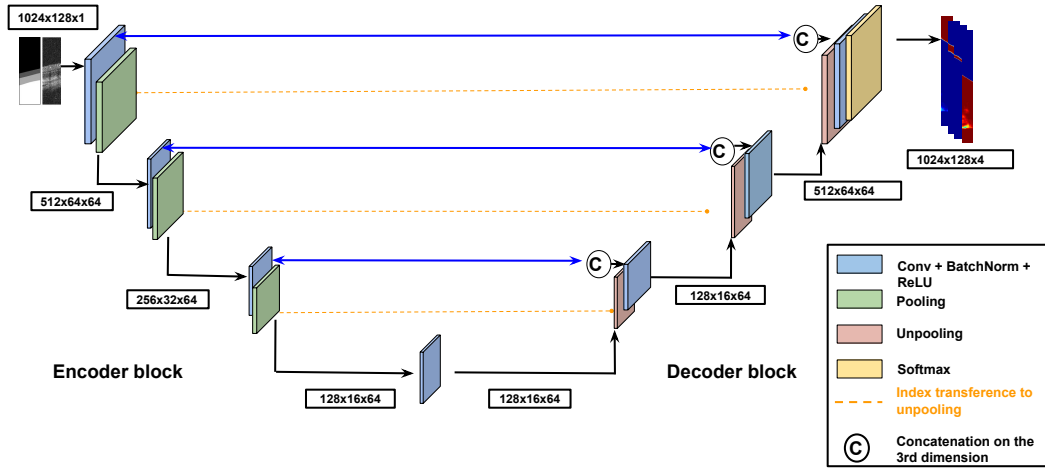 1024x128x1
C
C
1024x128x4
512x64x64
512x64x64
C
256x32x64
128x16x64
Encoder block
Decoder block
128x16x64
128x16x64
Conv + BatchNorm +
ReLU
Pooling
Unpooling
Softmax
Index transference to
unpooling
C
Concatenation on the
3rd dimension